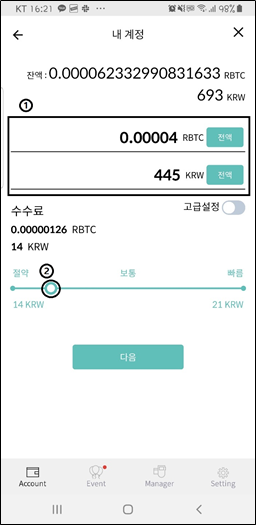 KT 16:21
98%
내 계정
잔액 : 0.000062332990831633 RBTC
693 KRW
①
0.00004 RBTC 전액
445 KRW 전액
수수료 고급설정
0.00000126 RBTC
14 KRW
②
절약 보통 빠름
14 KRW 21 KRW
다음
Account Event Manager Setting